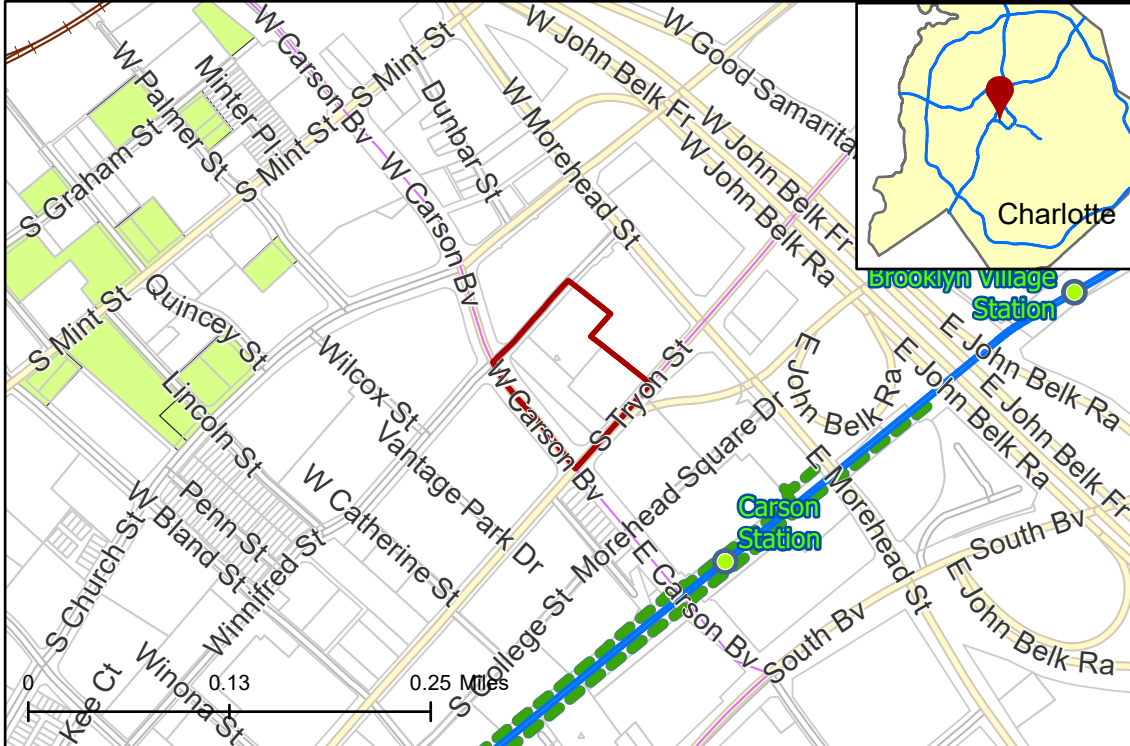 W Carson Bv
S Mint St
W John Belk Fr
W Good Samarita
W Palmer St
Minter Pl
Dunbar St
W Morehead St
W John Belk Fr
S Graham St
S Mint St
W Carson Bv
W John Belk Ra
W John Belk Fr
Charlotte
Brooklyn Village
Station
S Mint St
Quincey St
W Carson Bv
E John Belk Ra
Wilcox St
W Carson Bv
S Tryon St
E John Belk Ra
E John Belk Ra
E John Belk Fr
Lincoln St
Vantage Park Dr
Morehead Square Dr
E Morehead St
W Bland St
Penn St
W Catherine St
Carson
Station
South Bv
S Church St
Winnifred St
E Carson Bv
E John Belk Ra
S College St
South Bv
Kee Ct
Winona St
0
0.13
0.25 Miles